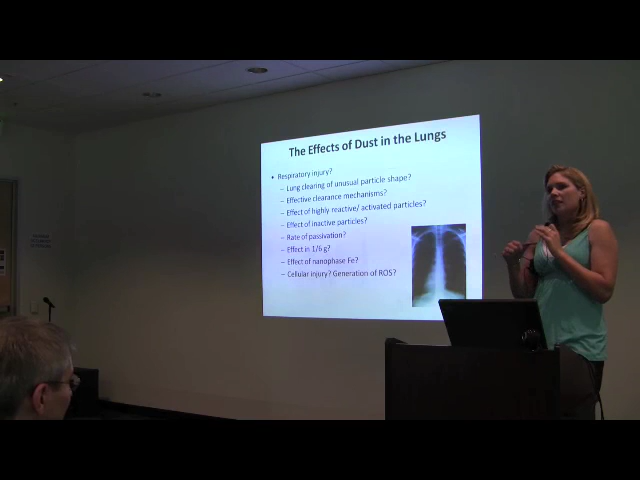 The Effects of Dust in the Lungs
• Respiratory injury?
– Lung clearing of unusual particle shape?
– Effective clearance mechanisms?
– Effect of highly reactive/ activated particles?
– Effect of inactive particles?
– Rate of passivation?
– Effect in 1/6 g?
– Effect of nanophase Fe?
– Cellular injury? Generation of ROS?